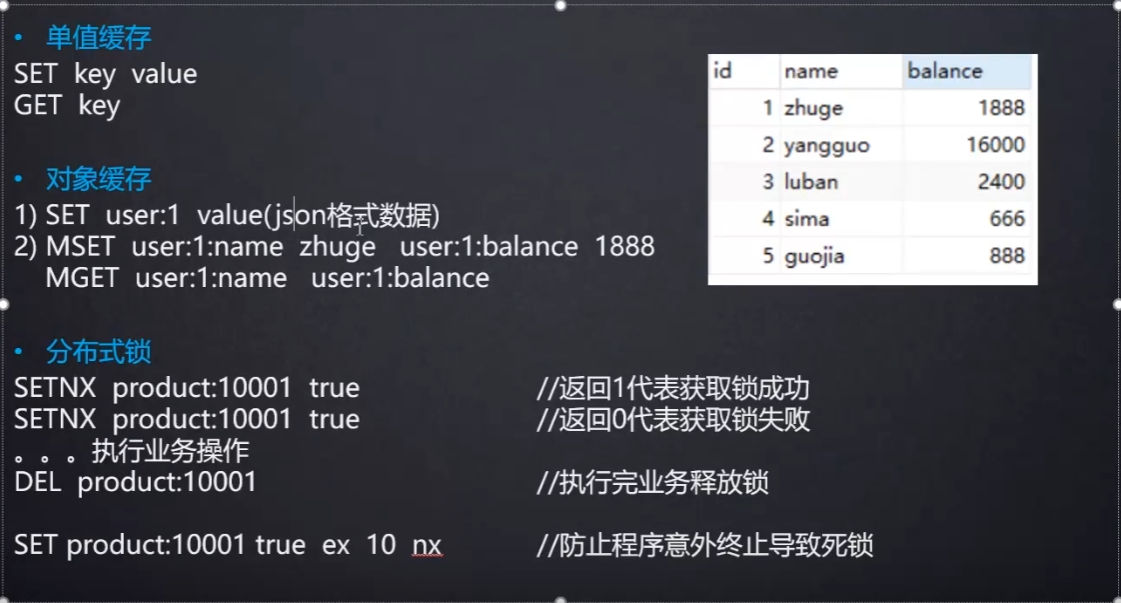 • 单值缓存
SET key value
GET key
• 对象缓存
1) SET user:1 value(json格式数据)
2) MSET user:1:name zhuge user:1:balance 1888
MGET user:1:name user:1:balance
• 分布式锁
SETNX product:10001 true //返回1代表获取锁成功
SETNX product:10001 true //返回0代表获取锁失败
。。。执行业务操作
DEL product:10001 //执行完业务释放锁
SET product:10001 true ex 10 nx //防止程序意外终止导致死锁
id name balance
1 zhuge 1888
2 yangguo 16000
3 luban 2400
4 sima 666
5 guojia 888